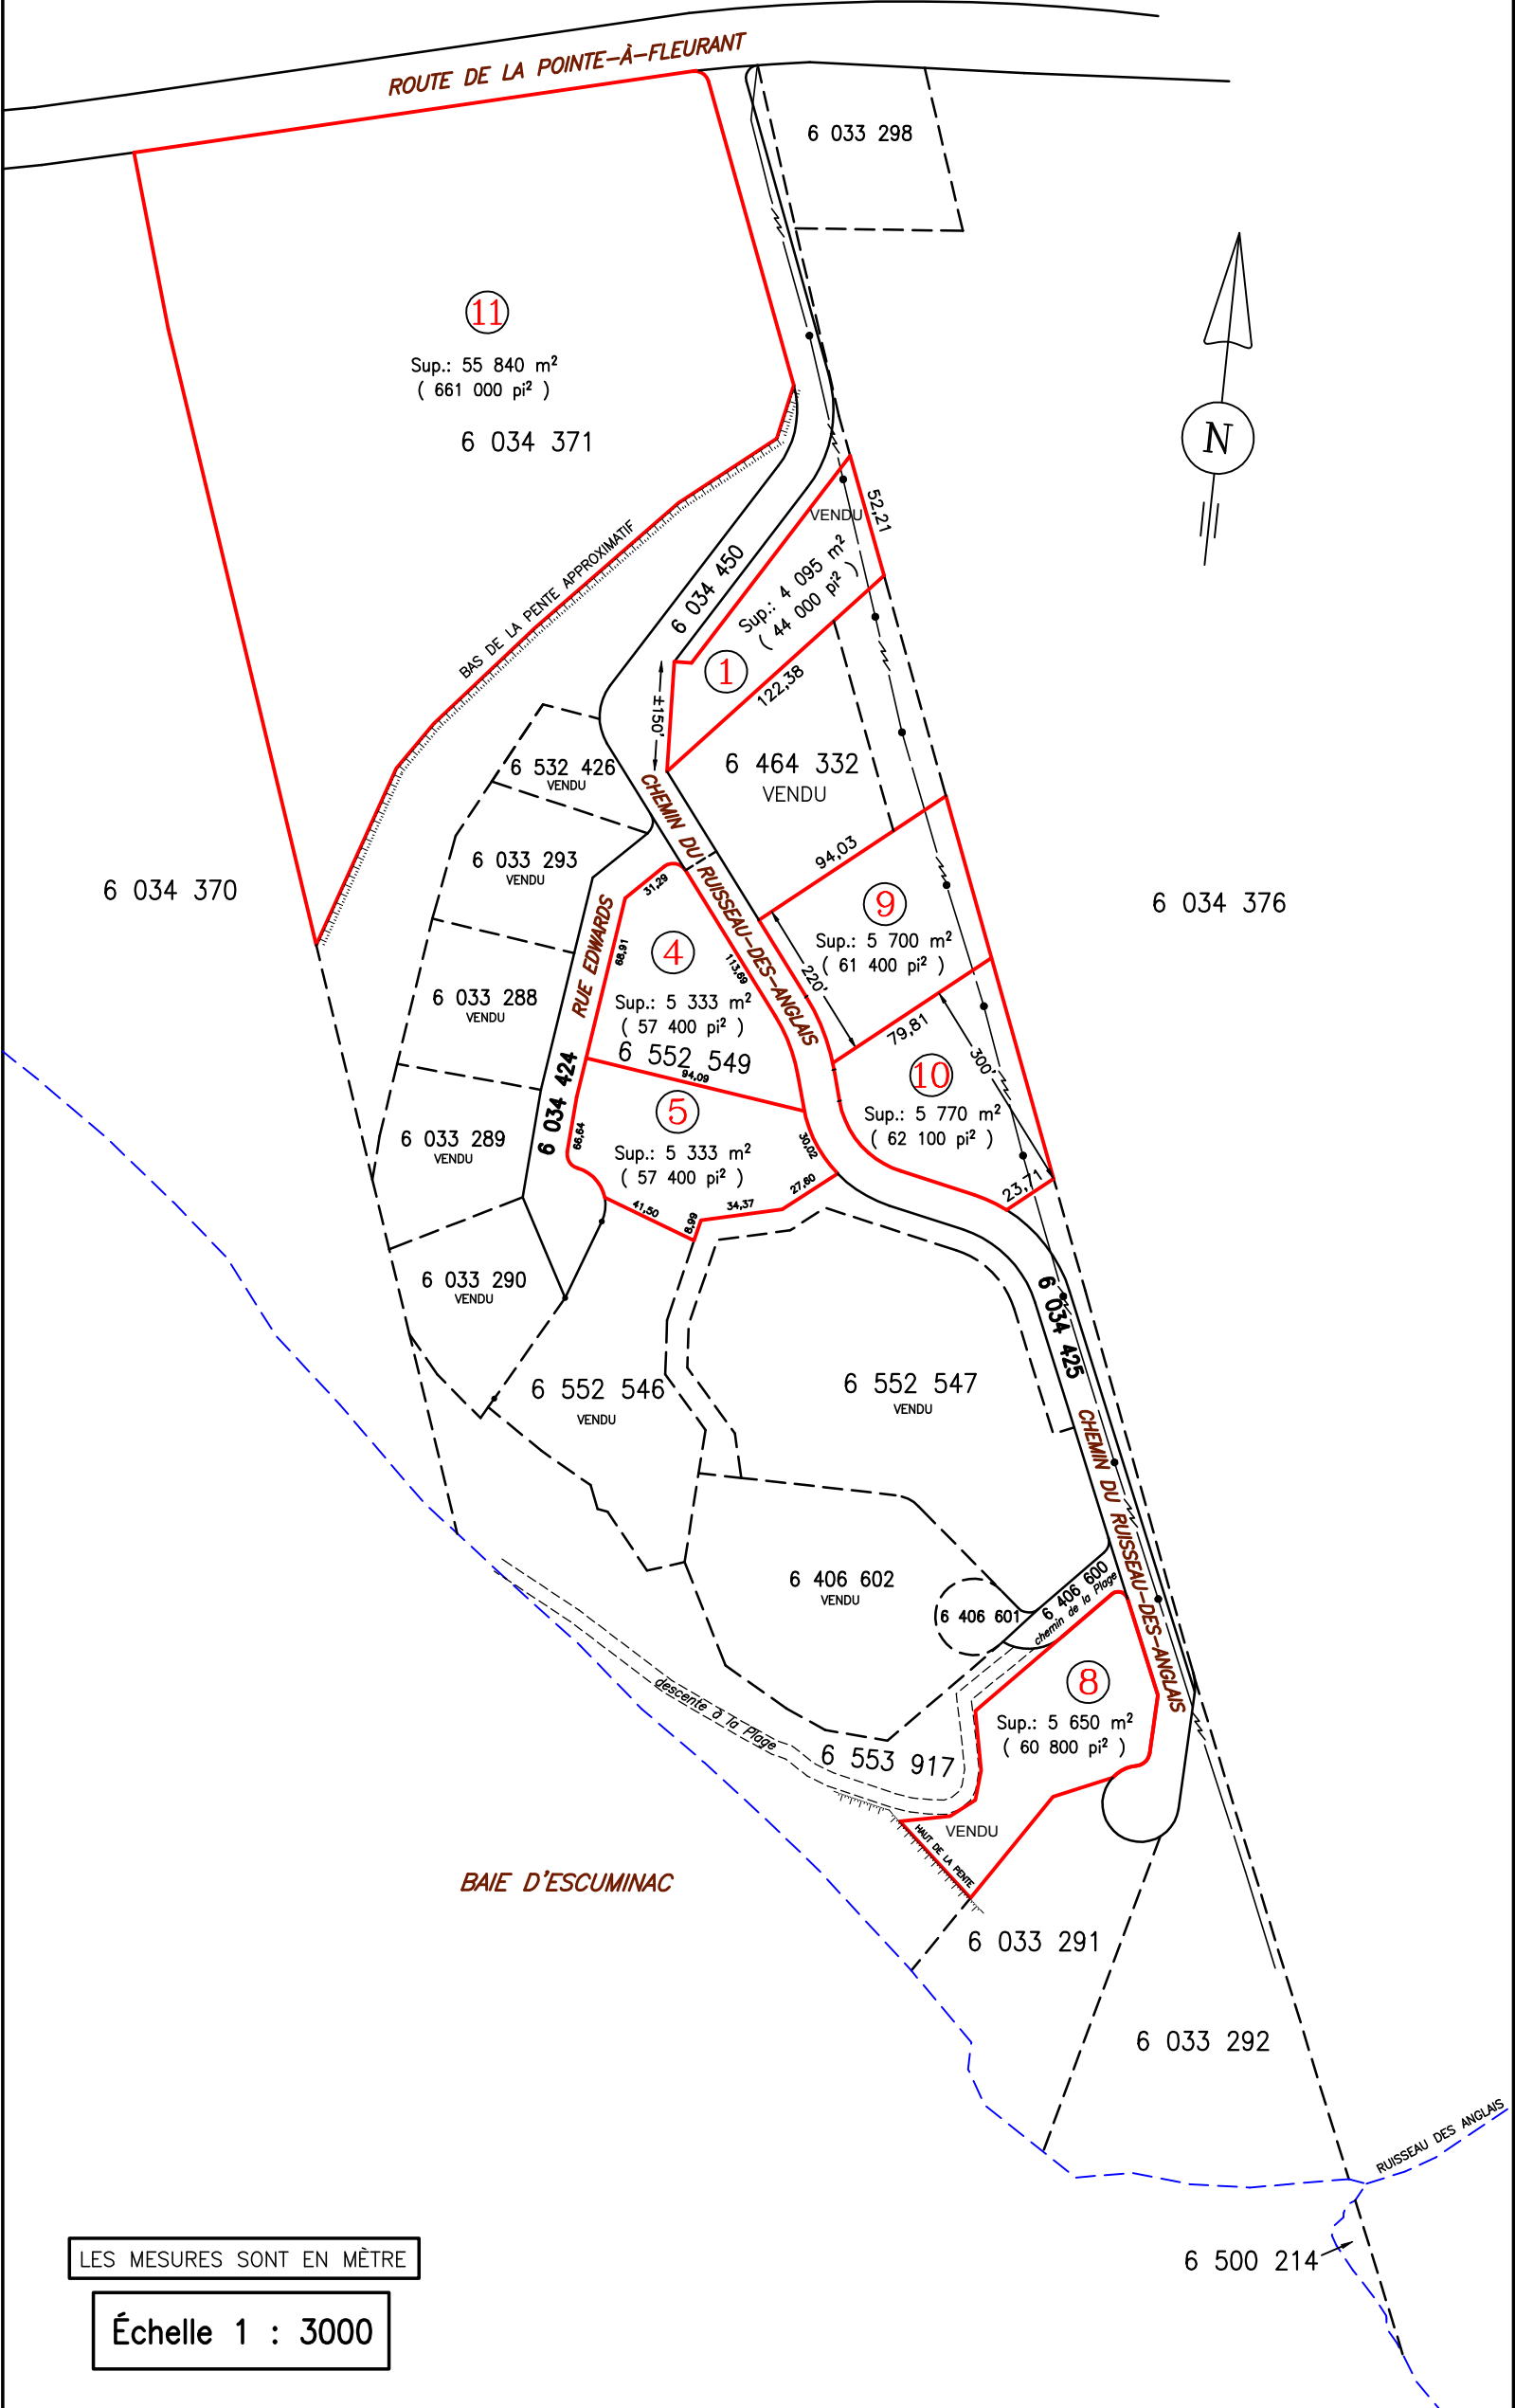 ROUTE DE LA POINTE-À-FLEURANT
6 033 298
11
Sup.: 55 840 m²
( 661 000 pi² )
6 034 371
N
52,21
VENDU
Sup.: 4 095 m²
( 44 000 pi² )
6 034 450
BAS DE LA PENTE APPROXIMATIF
1
122,38
±150'
6 464 332
VENDU
6 532 426
VENDU
CHEMIN DU RUISSEAU-DES-ANGLAIS
94,03
6 033 293
VENDU
31,29
6 034 370
6 034 376
9
Sup.: 5 700 m²
( 61 400 pi² )
220'
RUE EDWARDS
68,91
4
113,69
Sup.: 5 333 m²
( 57 400 pi² )
6 552 549
94,09
6 033 288
VENDU
79,81
300'
10
Sup.: 5 770 m²
( 62 100 pi² )
6 034 424
5
Sup.: 5 333 m²
( 57 400 pi² )
66,64
30,02
6 033 289
VENDU
27,60
34,37
41,50
8,99
23,71
6 033 290
VENDU
6 034 425
6 552 546
VENDU
6 552 547
VENDU
CHEMIN DU RUISSEAU-DES-ANGLAIS
6 406 602
VENDU
6 406 601
6 406 600
chemin de la Plage
8
Sup.: 5 650 m²
( 60 800 pi² )
descente à la Plage
6 553 917
VENDU
HAUT DE LA PENTE
BAIE D'ESCUMINAC
6 033 291
6 033 292
RUISSEAU DES ANGLAIS
6 500 214
LES MESURES SONT EN MÈTRE
Échelle 1 : 3000